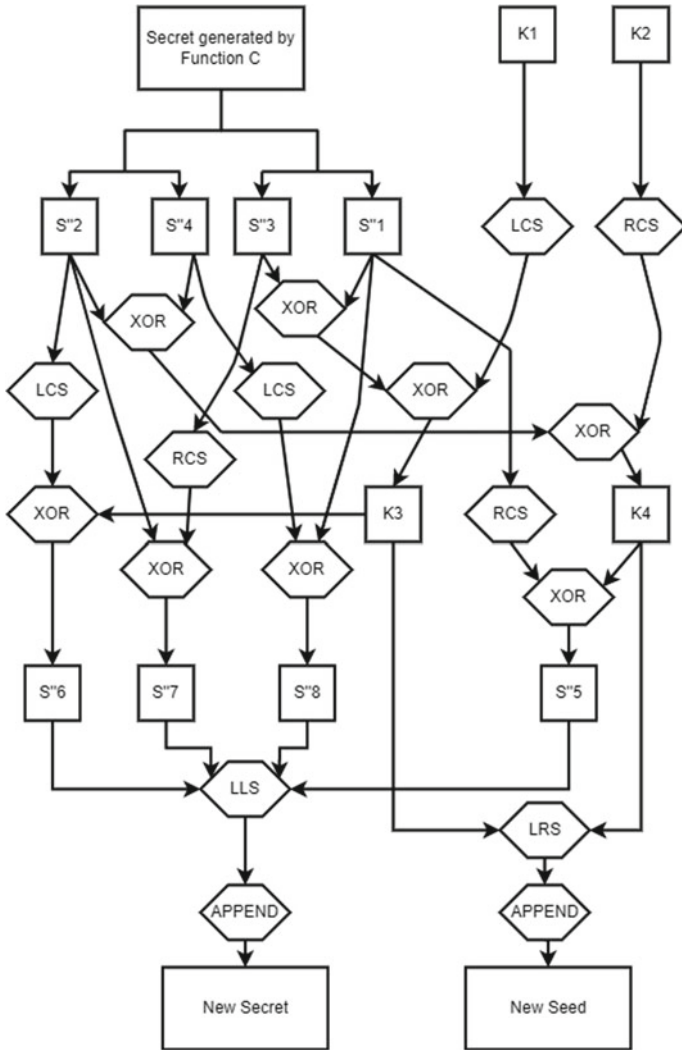 Secret generated by
Function C
K1
K2
S"2
S"4
S"3
S"1
LCS
RCS
XOR
XOR
LCS
LCS
XOR
XOR
RCS
XOR
K3
RCS
K4
XOR
XOR
XOR
S"6
S"7
S"8
S"5
LLS
LRS
APPEND
APPEND
New Secret
New Seed